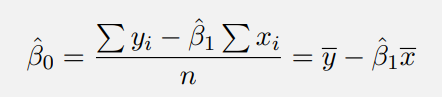 β̂₀ = (∑ yᵢ − β̂₁ ∑ xᵢ) / n = y̅ − β̂₁x̅